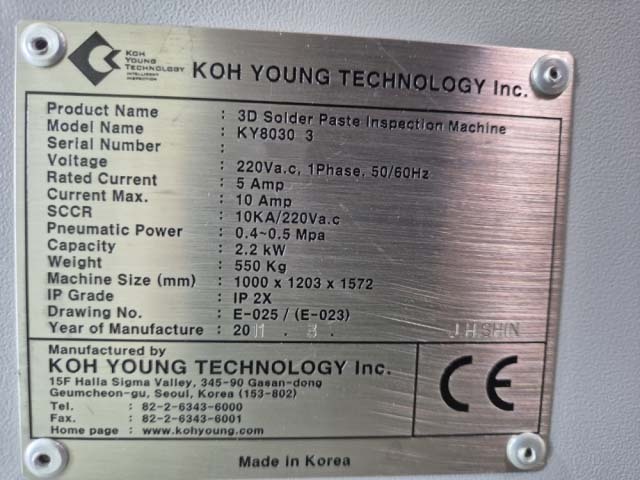 KOH
YOUNG
TECHNOLOGY
INTELLIGENT
INSPECTION
KOH YOUNG TECHNOLOGY Inc.
Product Name : 3D Solder Paste Inspection Machine
Model Name : KY8030 3
Serial Number :
Voltage : 220Va.c, 1Phase, 50/60Hz
Rated Current : 5 Amp
Current Max. : 10 Amp
SCCR : 10KA/220Va.c
Pneumatic Power : 0.4~0.5 Mpa
Capacity : 2.2 kW
Weight : 550 Kg
Machine Size (mm) : 1000 x 1203 x 1572
IP Grade : IP 2X
Drawing No. : E-025 / (E-023)
Year of Manufacture : 2011 . 3 . J.H.SHIN
Manufactured by
KOH YOUNG TECHNOLOGY Inc.
15F Halla Sigma Valley, 345-90 Gasan-dong
Geumcheon-gu, Seoul, Korea (153-802)
Tel. : 82-2-6343-6000
Fax. : 82-2-6343-6001
Home page : www.kohyoung.com
CE
Made in Korea